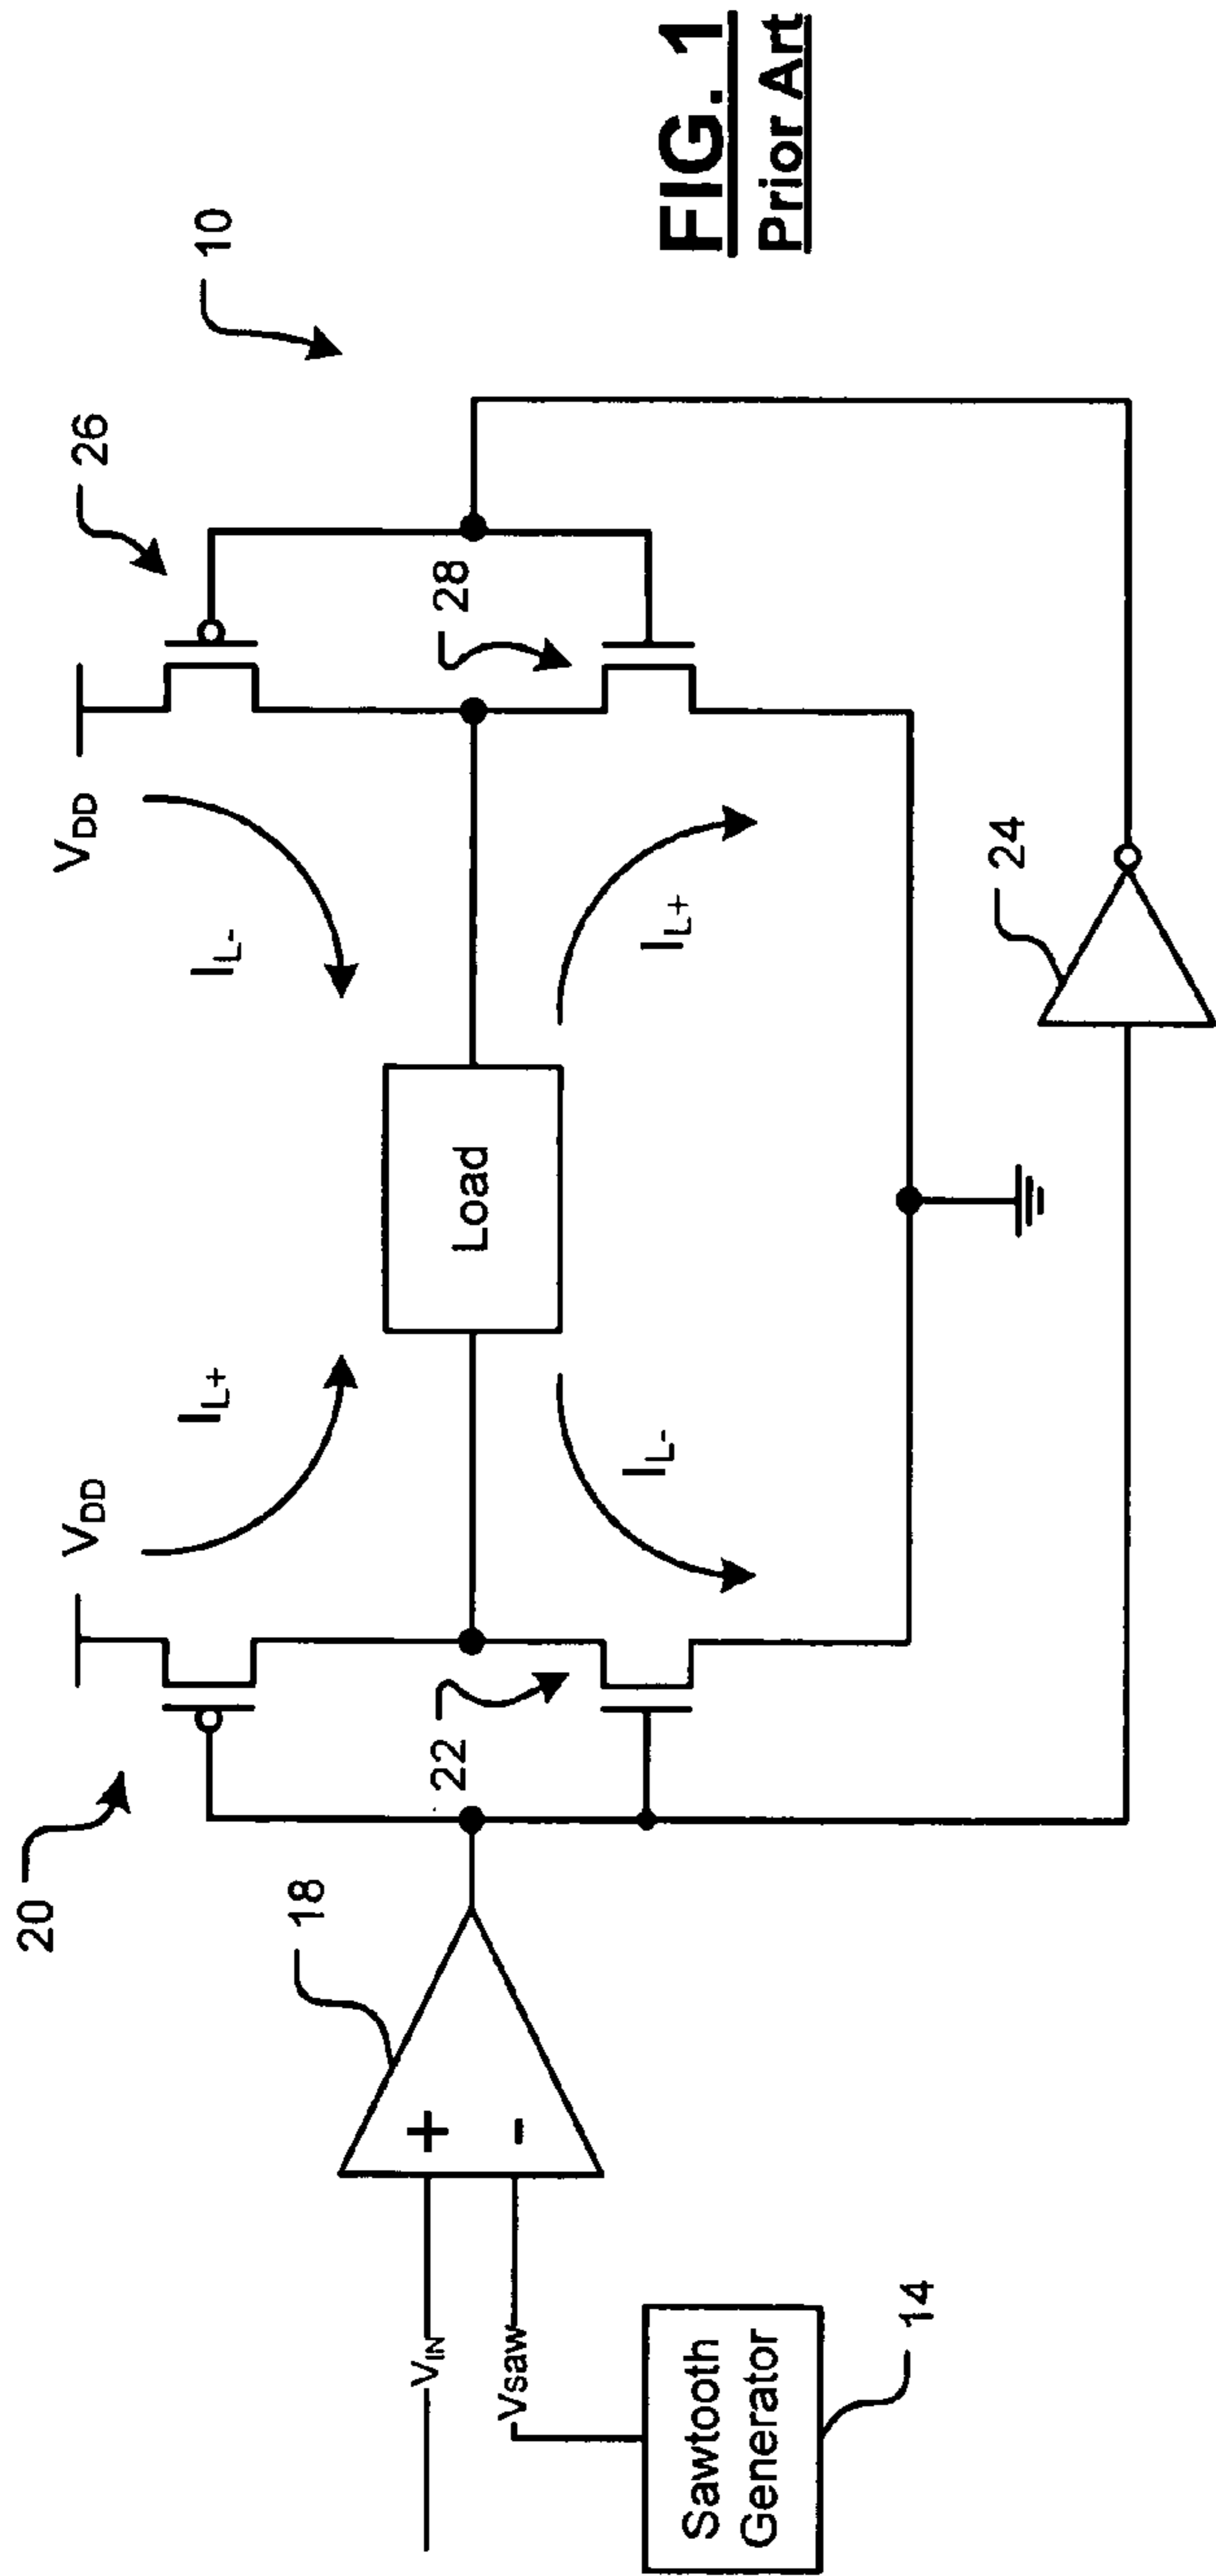 10
20
V_DD
I_L+
I_L-
V_DD
26
18
22
Load
28
V_IN
+
Vsaw
-
I_L-
I_L+
Sawtooth
Generator
14
24
FIG. 1
Prior Art